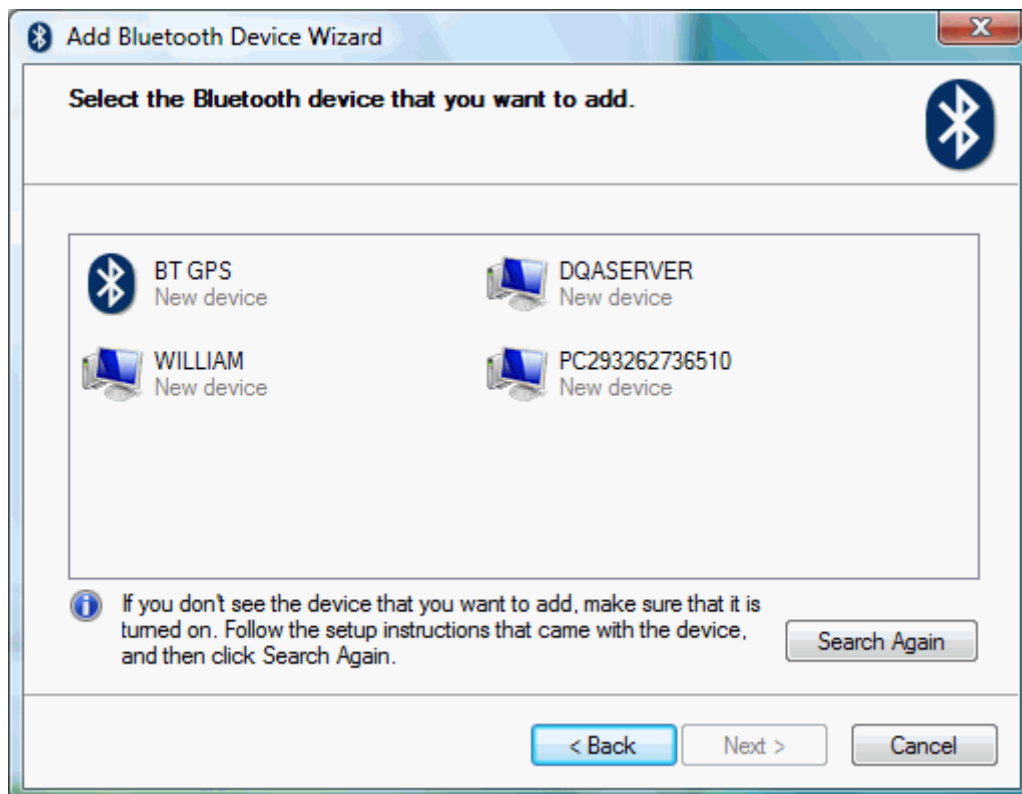 Add Bluetooth Device Wizard
Select the Bluetooth device that you want to add.
BT GPS
New device
DQASERVER
New device
WILLIAM
New device
PC293262736510
New device
If you don't see the device that you want to add, make sure that it is
turned on. Follow the setup instructions that came with the device,
and then click Search Again.
Search Again
< Back
Next >
Cancel